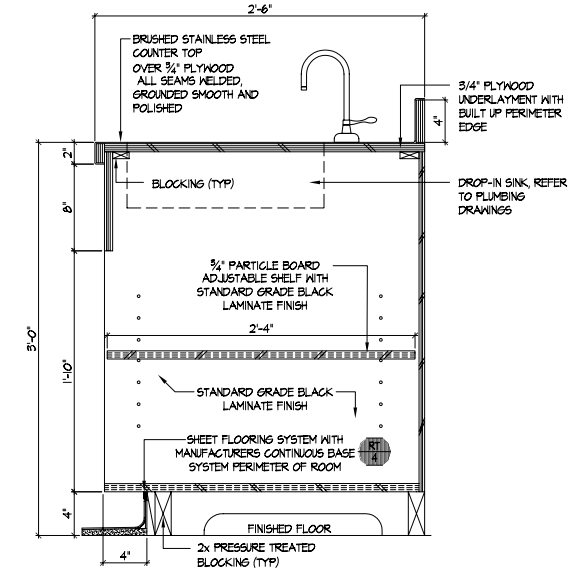 2'-6"
BRUSHED STAINLESS STEEL
COUNTER TOP
OVER ¾" PLYWOOD
ALL SEAMS WELDED,
GROUNDED SMOOTH AND
POLISHED
3/4" PLYWOOD
UNDERLAYMENT WITH
BUILT UP PERIMETER
EDGE
4"
2"
BLOCKING (TYP)
DROP-IN SINK, REFER
TO PLUMBING
DRAWINGS
8"
¾" PARTICLE BOARD
ADJUSTABLE SHELF WITH
STANDARD GRADE BLACK
LAMINATE FINISH
2'-4"
3'-0"
1'-10"
STANDARD GRADE BLACK
LAMINATE FINISH
SHEET FLOORING SYSTEM WITH
MANUFACTURERS CONTINUOUS BASE
SYSTEM PERIMETER OF ROOM
RT
4
4"
FINISHED FLOOR
4"
2x PRESSURE TREATED
BLOCKING (TYP)